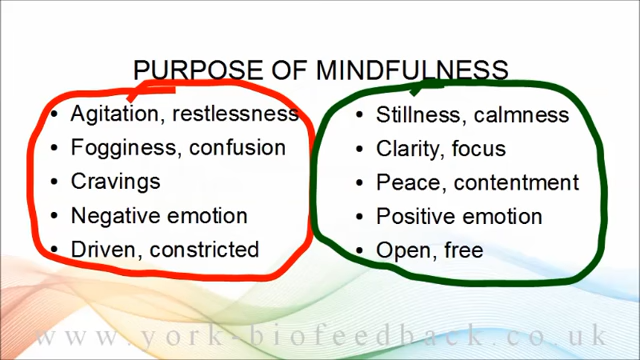 PURPOSE OF MINDFULNESS
• Agitation, restlessness
• Fogginess, confusion
• Cravings
• Negative emotion
• Driven, constricted
• Stillness, calmness
• Clarity, focus
• Peace, contentment
• Positive emotion
• Open, free
www.york-biofeedback.co.uk